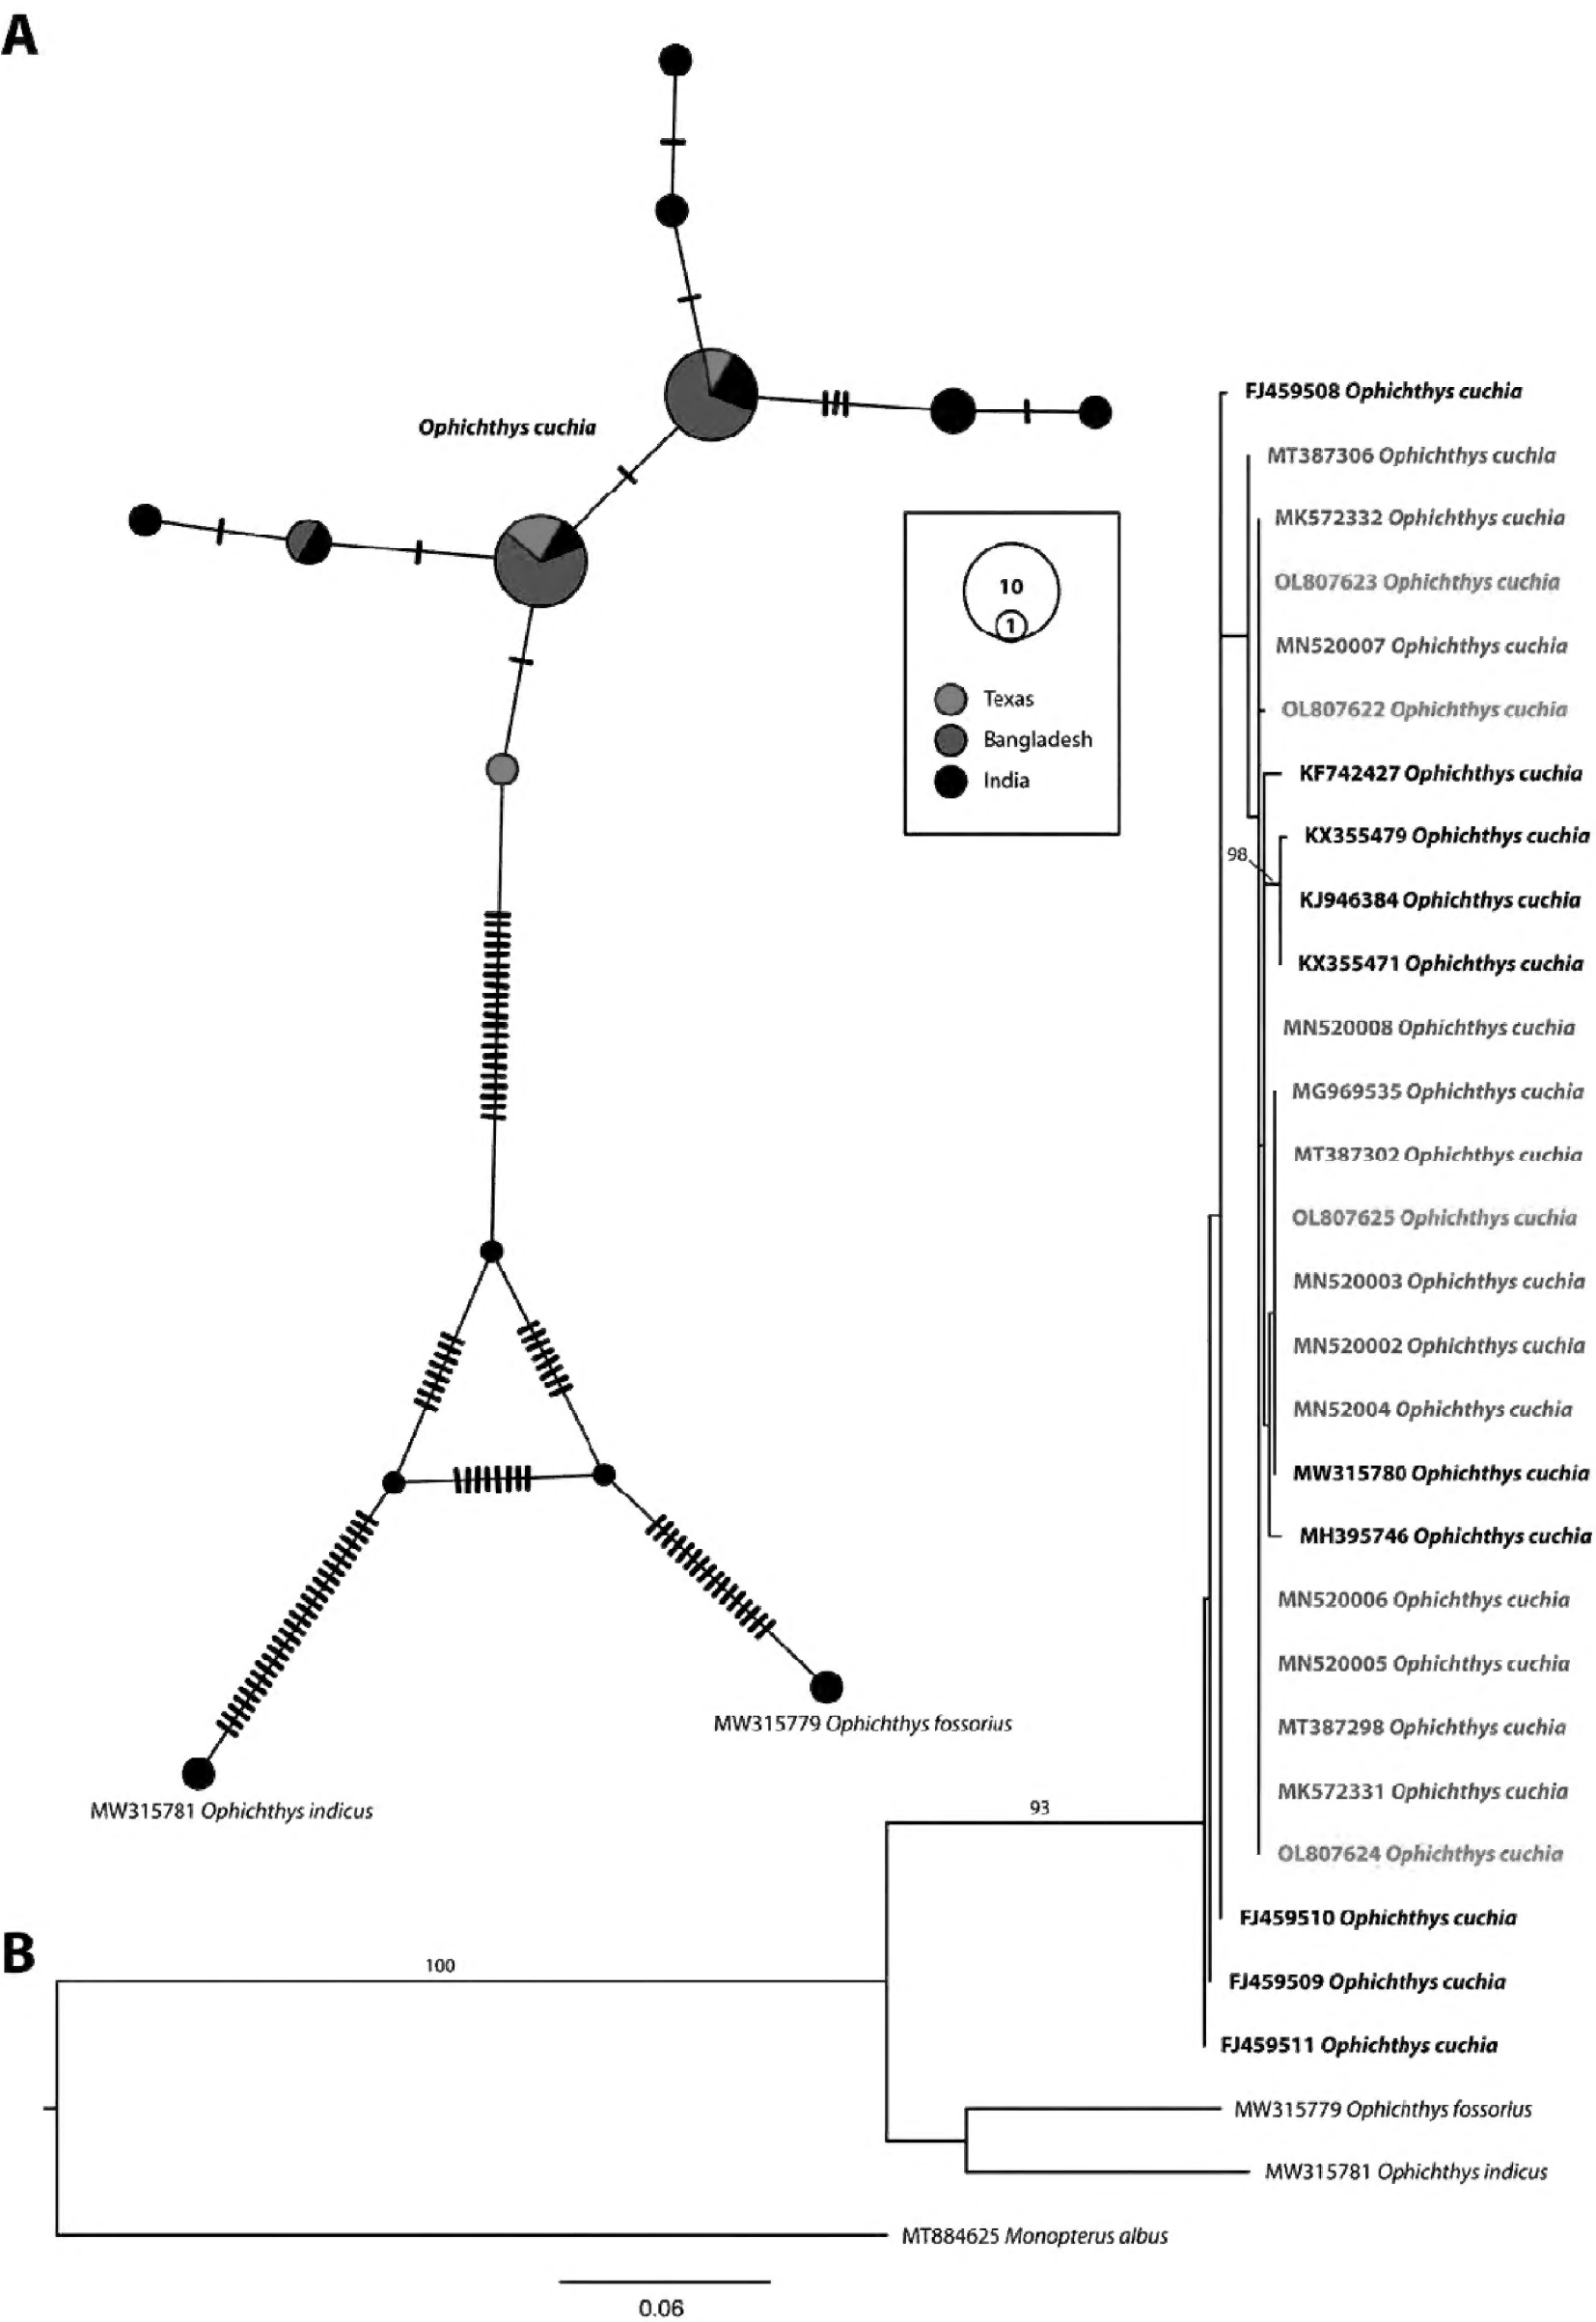 A
Ophichthys cuchia
10
1
Texas
Bangladesh
India
MW315779 Ophichthys fossorius
MW315781 Ophichthys indicus
B
FJ459508 Ophichthys cuchia
MT387306 Ophichthys cuchia
MK572332 Ophichthys cuchia
OL807623 Ophichthys cuchia
MN520007 Ophichthys cuchia
OL807622 Ophichthys cuchia
KF742427 Ophichthys cuchia
98
KX355479 Ophichthys cuchia
KJ946384 Ophichthys cuchia
KX355471 Ophichthys cuchia
MN520008 Ophichthys cuchia
MG969535 Ophichthys cuchia
MT387302 Ophichthys cuchia
OL807625 Ophichthys cuchia
MN520003 Ophichthys cuchia
MN520002 Ophichthys cuchia
MN52004 Ophichthys cuchia
MW315780 Ophichthys cuchia
MH395746 Ophichthys cuchia
MN520006 Ophichthys cuchia
MN520005 Ophichthys cuchia
MT387298 Ophichthys cuchia
MK572331 Ophichthys cuchia
93
OL807624 Ophichthys cuchia
FJ459510 Ophichthys cuchia
100
FJ459509 Ophichthys cuchia
FJ459511 Ophichthys cuchia
MW315779 Ophichthys fossorius
MW315781 Ophichthys indicus
MT884625 Monopterus albus
0.06